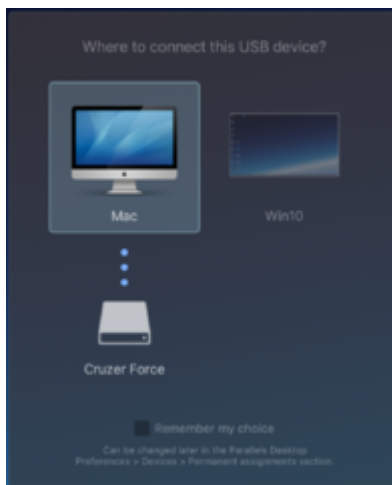 Where to connect this USB device?
Mac
Win10
Cruzer Force
Remember my choice
Can be changed later in the Parallels Desktop
Preferences > Devices > Permanent assignments section.